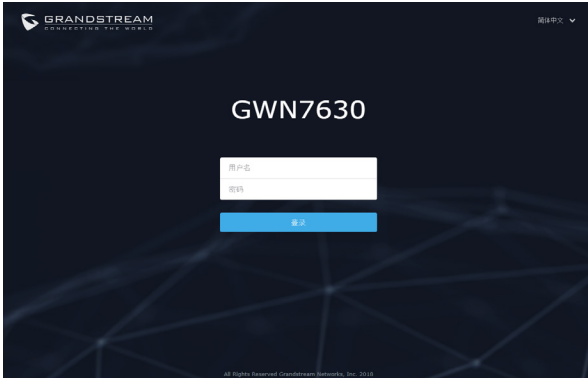 GRANDSTREAM
CONNECTING THE WORLD
简体中文
GWN7630
用户名
密码
登录
All Rights Reserved Grandstream Networks, Inc. 2018